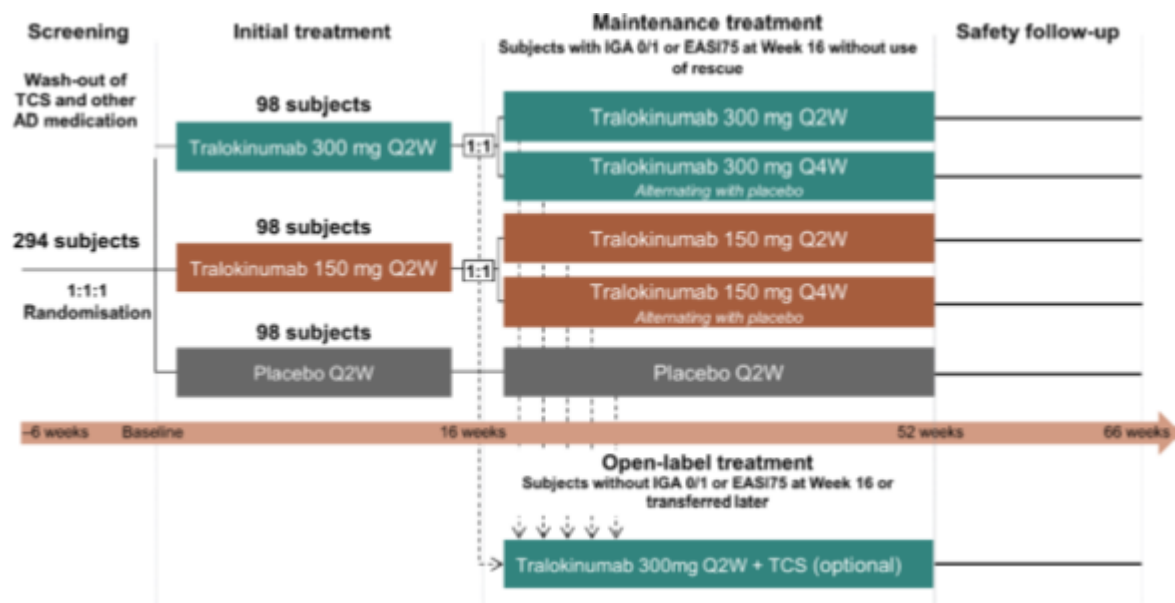 Screening
Initial treatment
Maintenance treatment
Subjects with IGA 0/1 or EASI75 at Week 16 without use
of rescue
Safety follow-up
Wash-out of
TCS and other
AD medication
98 subjects
Tralokinumab 300 mg Q2W
1:1
Tralokinumab 300 mg Q2W
Tralokinumab 300 mg Q4W
Alternating with placebo
294 subjects
1:1:1
Randomisation
98 subjects
Tralokinumab 150 mg Q2W
1:1
Tralokinumab 150 mg Q2W
Tralokinumab 150 mg Q4W
Alternating with placebo
98 subjects
Placebo Q2W
Placebo Q2W
–6 weeks
Baseline
16 weeks
52 weeks
66 weeks
Open-label treatment
Subjects without IGA 0/1 or EASI75 at Week 16 or
transferred later
Tralokinumab 300mg Q2W + TCS (optional)